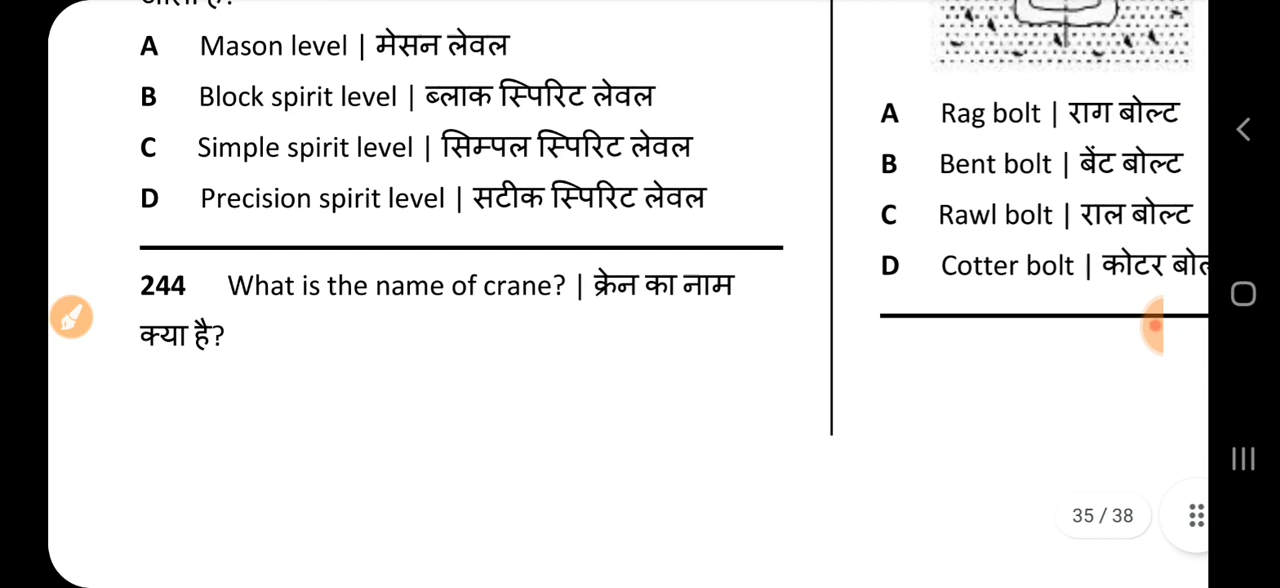 A Mason level | मेसन लेवल
B Block spirit level | ब्लाक स्पिरिट लेवल
C Simple spirit level | सिम्पल स्पिरिट लेवल
D Precision spirit level | सटीक स्पिरिट लेवल
244 What is the name of crane? | क्रेन का नाम
क्या है?
A Rag bolt | राग बोल्ट
B Bent bolt | बेंट बोल्ट
C Rawl bolt | राल बोल्ट
D Cotter bolt | कोटर
35 / 38